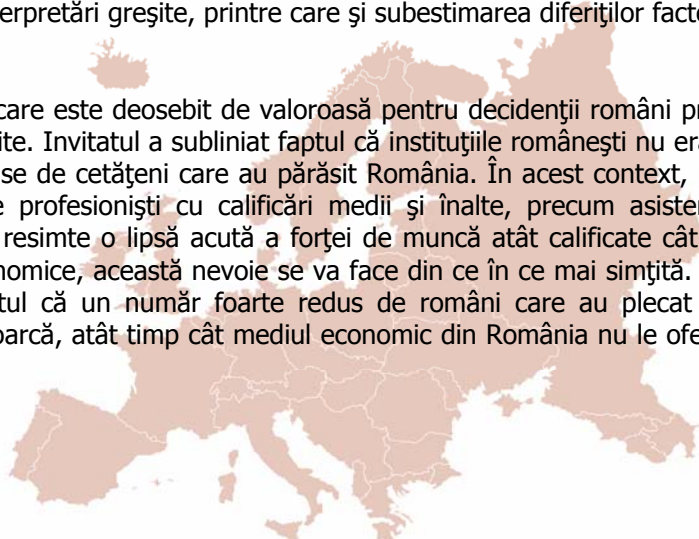 erpretări greşite, printre care şi subestimarea diferiţilor fact
care este deosebit de valoroasă pentru decidenţii români pr
ite. Invitatul a subliniat faptul că instituţiile româneşti nu er
se de cetăţeni care au părăsit România. În acest context,
profesionişti cu calificări medii şi înalte, precum asisten
resimte o lipsă acută a forţei de muncă atât calificate cât
nomice, această nevoie se va face din ce în ce mai simţită.
tul că un număr foarte redus de români care au plecat
parcă, atât timp cât mediul economic din România nu le ofe